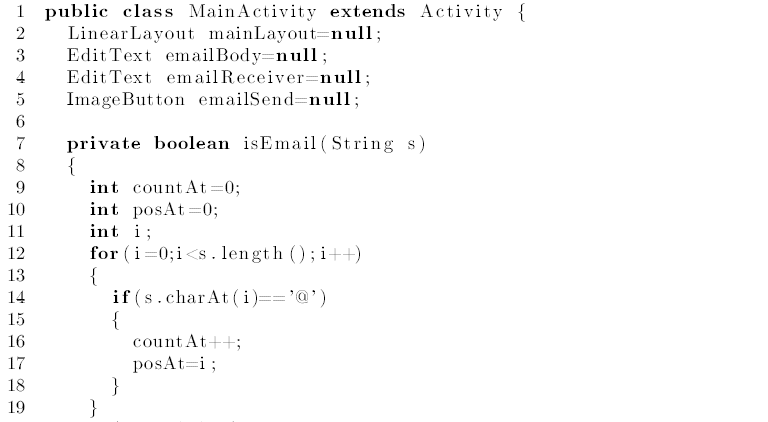 1 public class MainActivity extends Activity {
2 LinearLayout mainLayout=null;
3 EditText emailBody=null;
4 EditText emailReceiver=null;
5 ImageButton emailSend=null;
6
7 private boolean isEmail(String s)
8 {
9 int countAt=0;
10 int posAt=0;
11 int i;
12 for(i=0;i<s.length();i++)
13 {
14 if(s.charAt(i)=='@')
15 {
16 countAt++;
17 posAt=i;
18 }
19 }